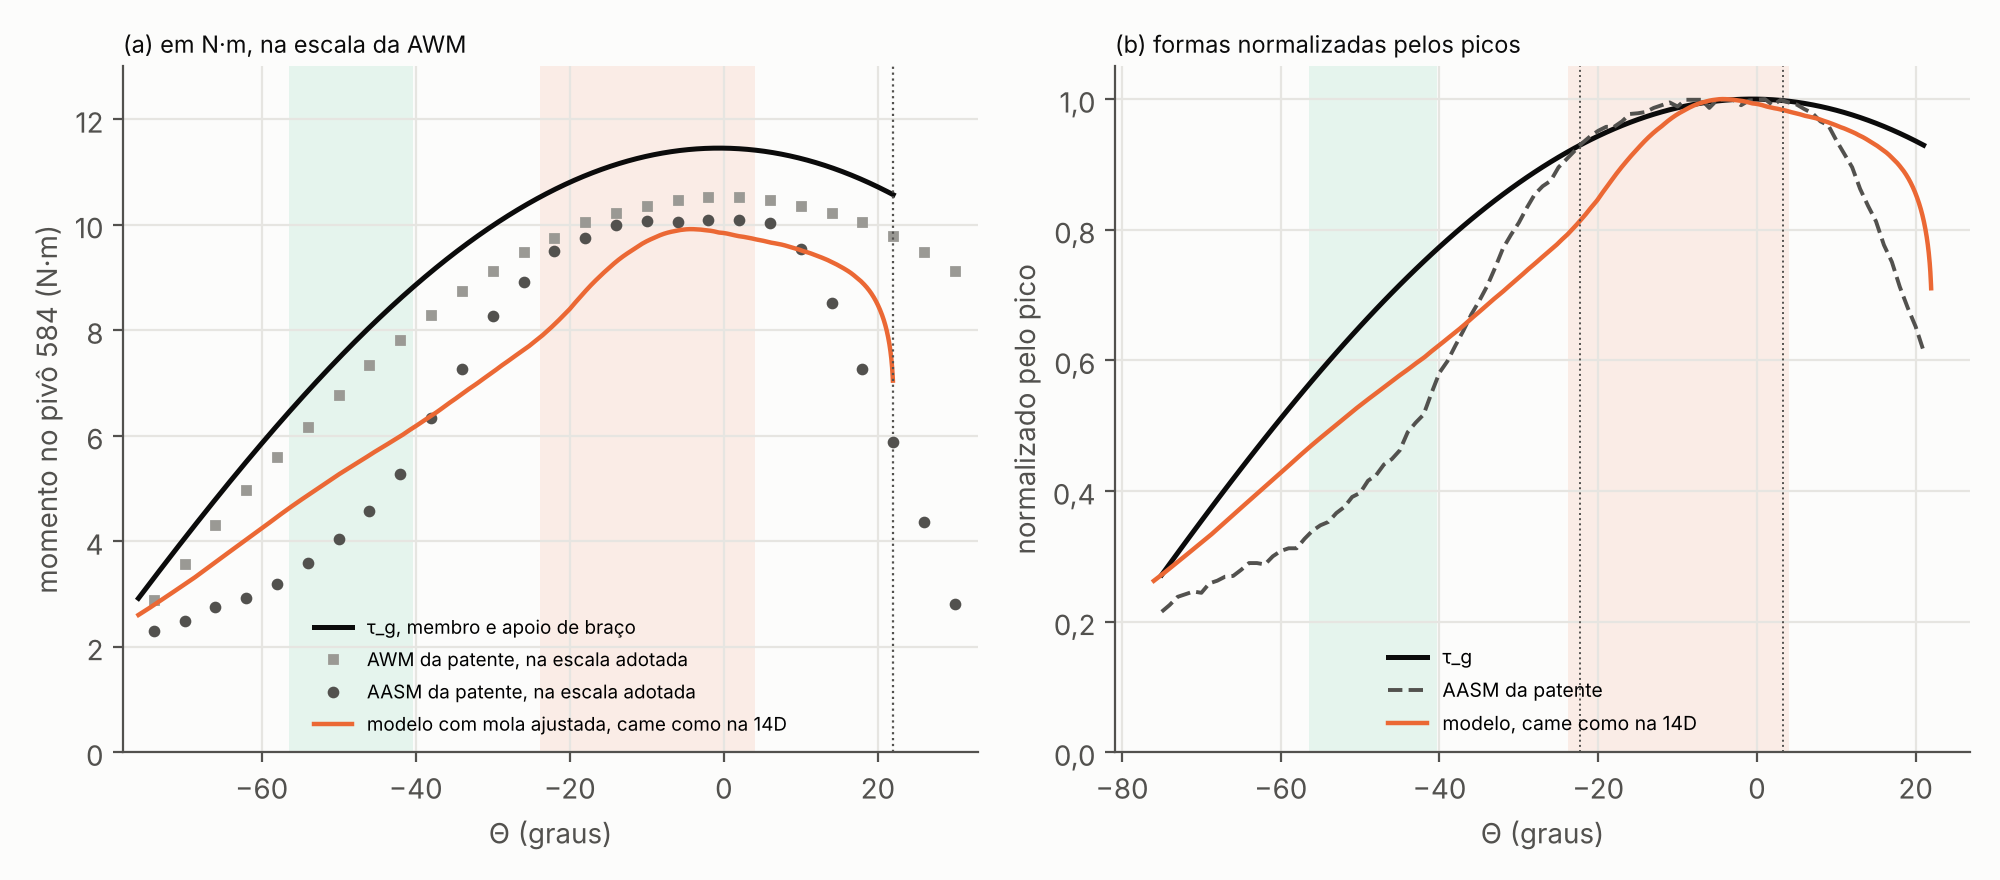 (a) em N·m, na escala da AWM
momento no pivô 584 (N·m)
12
10
8
6
4
2
0
τ_g, membro e apoio de braço
AWM da patente, na escala adotada
AASM da patente, na escala adotada
modelo com mola ajustada, came como na 14D
−60
−40
−20
0
20
Θ (graus)
(b) formas normalizadas pelos picos
normalizado pelo pico
1,0
0,8
0,6
0,4
0,2
0,0
τ_g
AASM da patente
modelo, came como na 14D
−80
−60
−40
−20
0
20
Θ (graus)